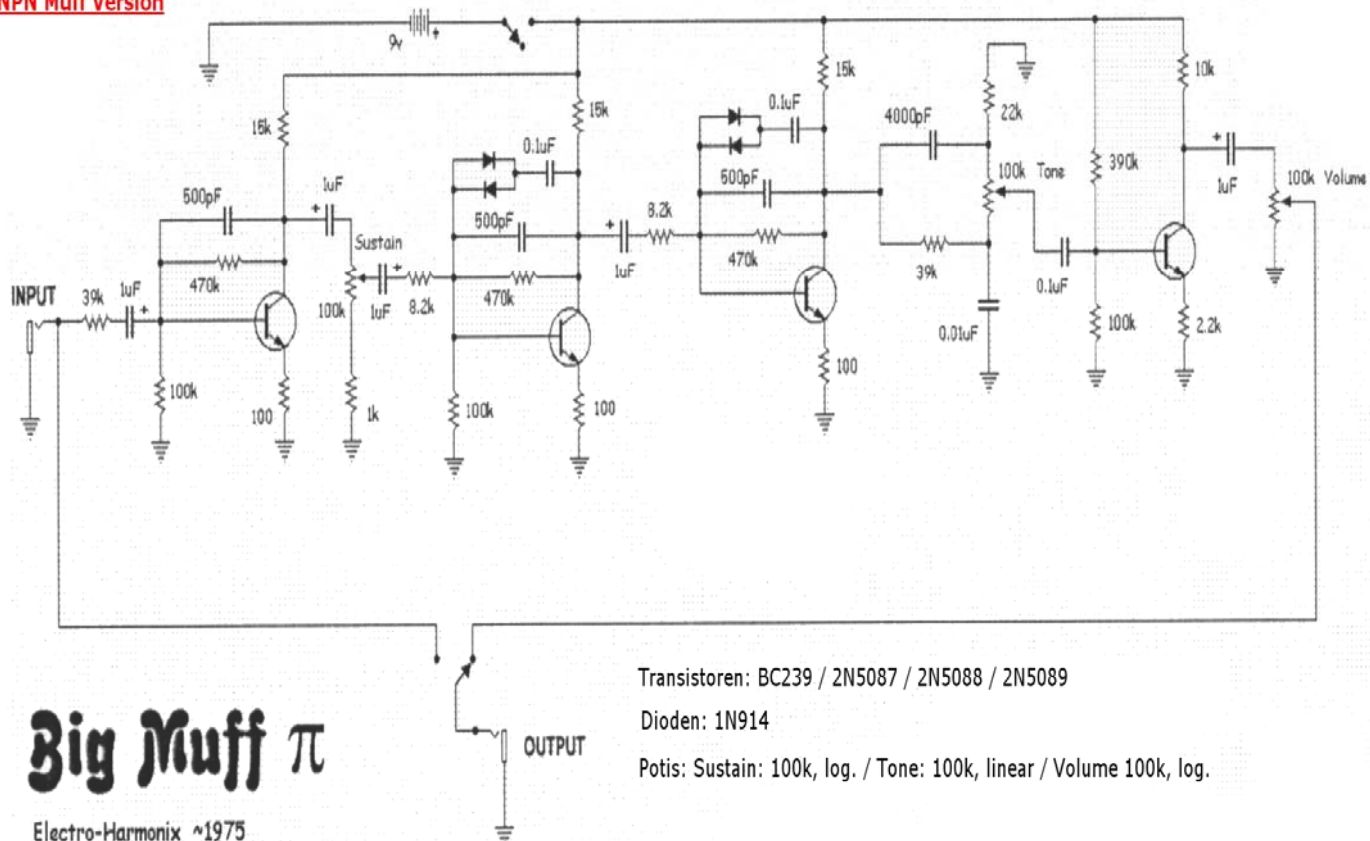 NPN Muff Version
9v
+
15k
15k
15k
10k
0.1uF
0.1uF
4000pF
22k
390k
+
1uF
100k Volume
100k Tone
500pF
+
1uF
500pF
500pF
8.2k
+
1uF
470k
39k
0.1uF
Sustain
100k
+
1uF
8.2k
470k
470k
INPUT
39k
1uF
+
0.01uF
100k
2.2k
100k
100
1k
100k
100
100
Transistoren: BC239 / 2N5087 / 2N5088 / 2N5089
Dioden: 1N914
Potis: Sustain: 100k, log. / Tone: 100k, linear / Volume 100k, log.
Big Muff π
OUTPUT
Electro-Harmonix ~1975